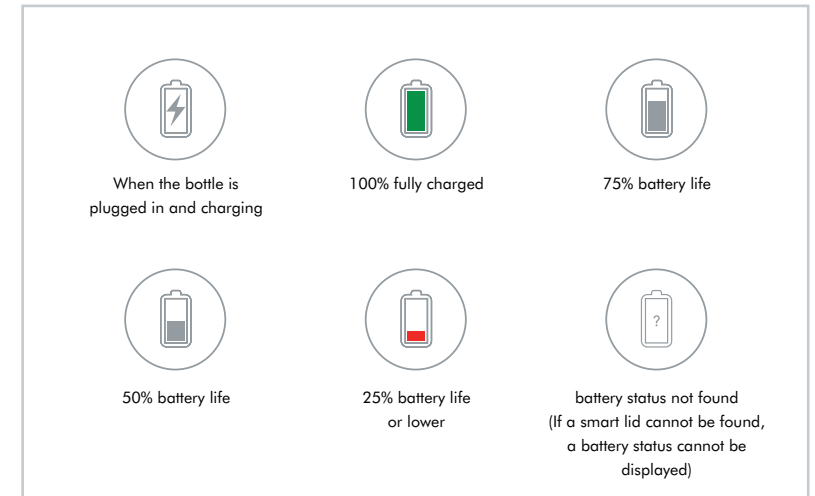 When the bottle is
plugged in and charging
100% fully charged
75% battery life
?
50% battery life
25% battery life
or lower
battery status not found
(If a smart lid cannot be found,
a battery status cannot be
displayed)